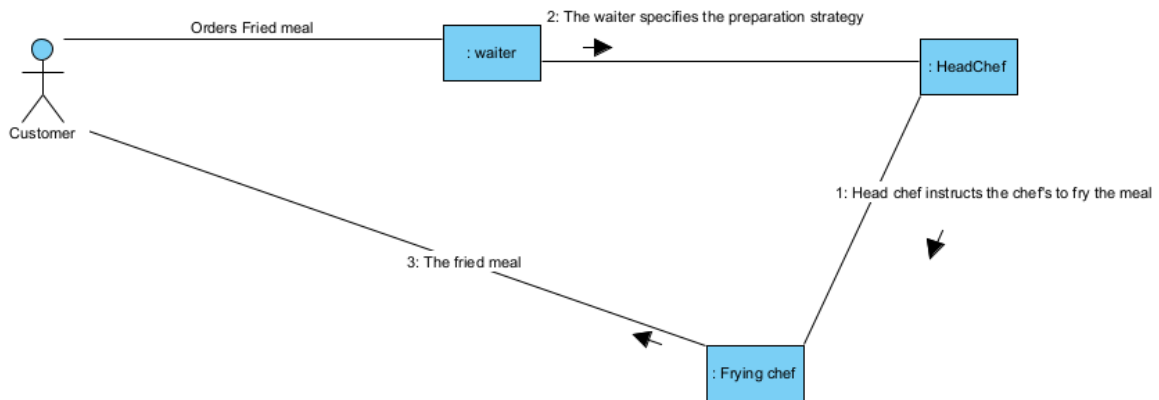 2: The waiter specifies the preparation strategy
Orders Fried meal
: waiter
: HeadChef
Customer
1: Head chef instructs the chef's to fry the meal
3: The fried meal
: Frying chef